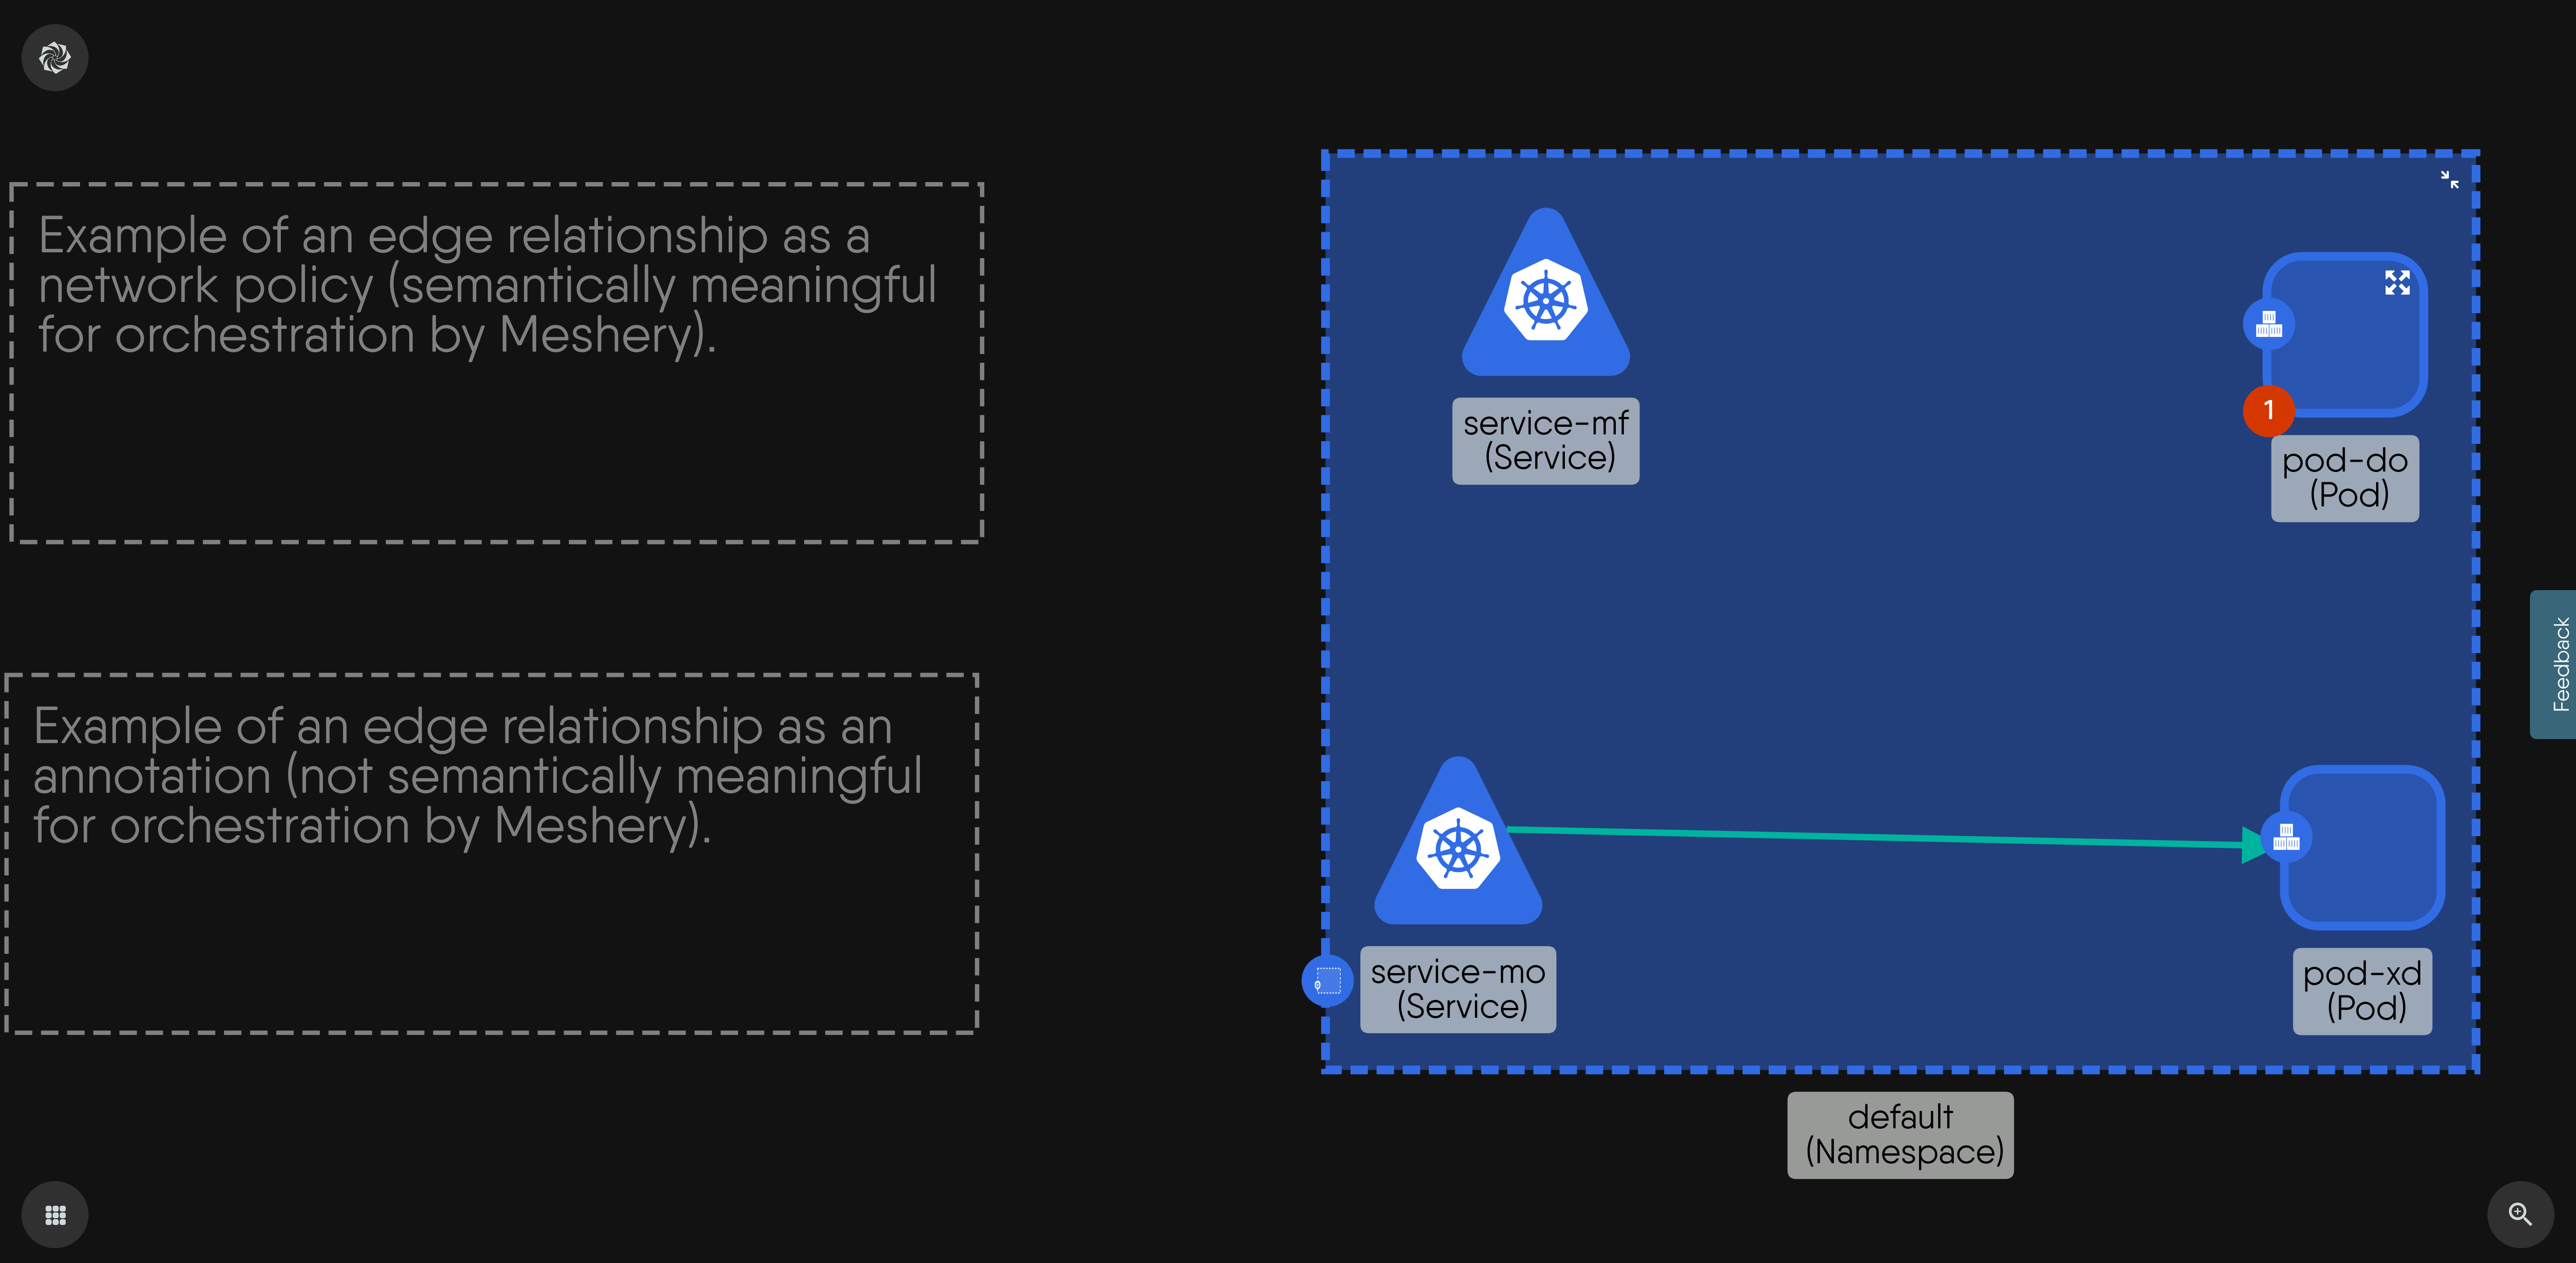 Example of an edge relationship as a
network policy (semantically meaningful
for orchestration by Meshery).
Example of an edge relationship as an
annotation (not semantically meaningful
for orchestration by Meshery).
service-mf
(Service)
1
pod-do
(Pod)
service-mo
(Service)
pod-xd
(Pod)
default
(Namespace)
Feedback